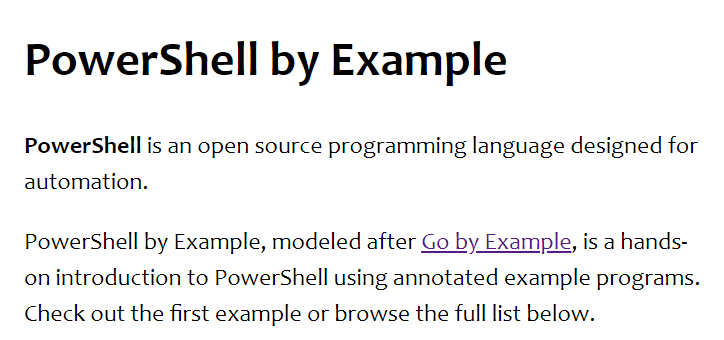 PowerShell by Example
PowerShell is an open source programming language designed for
automation.
PowerShell by Example, modeled after Go by Example, is a hands-
on introduction to PowerShell using annotated example programs.
Check out the first example or browse the full list below.